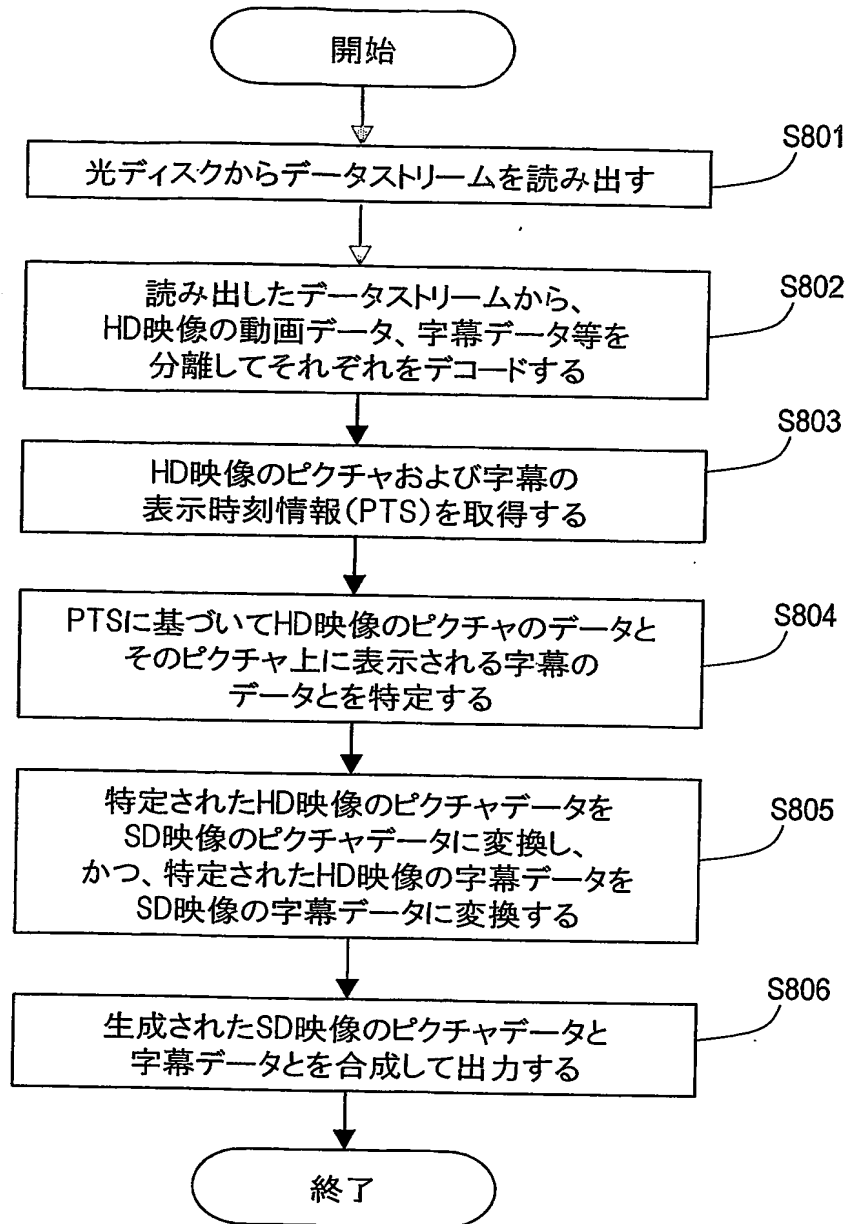 開始
S801
光ディスクからデータストリームを読み出す
S802
読み出したデータストリームから、
HD映像の動画データ、字幕データ等を
分離してそれぞれをデコードする
S803
HD映像のピクチャおよび字幕の
表示時刻情報(PTS)を取得する
S804
PTSに基づいてHD映像のピクチャのデータと
そのピクチャ上に表示される字幕の
データとを特定する
S805
特定されたHD映像のピクチャデータを
SD映像のピクチャデータに変換し、
かつ、特定されたHD映像の字幕データを
SD映像の字幕データに変換する
S806
生成されたSD映像のピクチャデータと
字幕データとを合成して出力する
終了